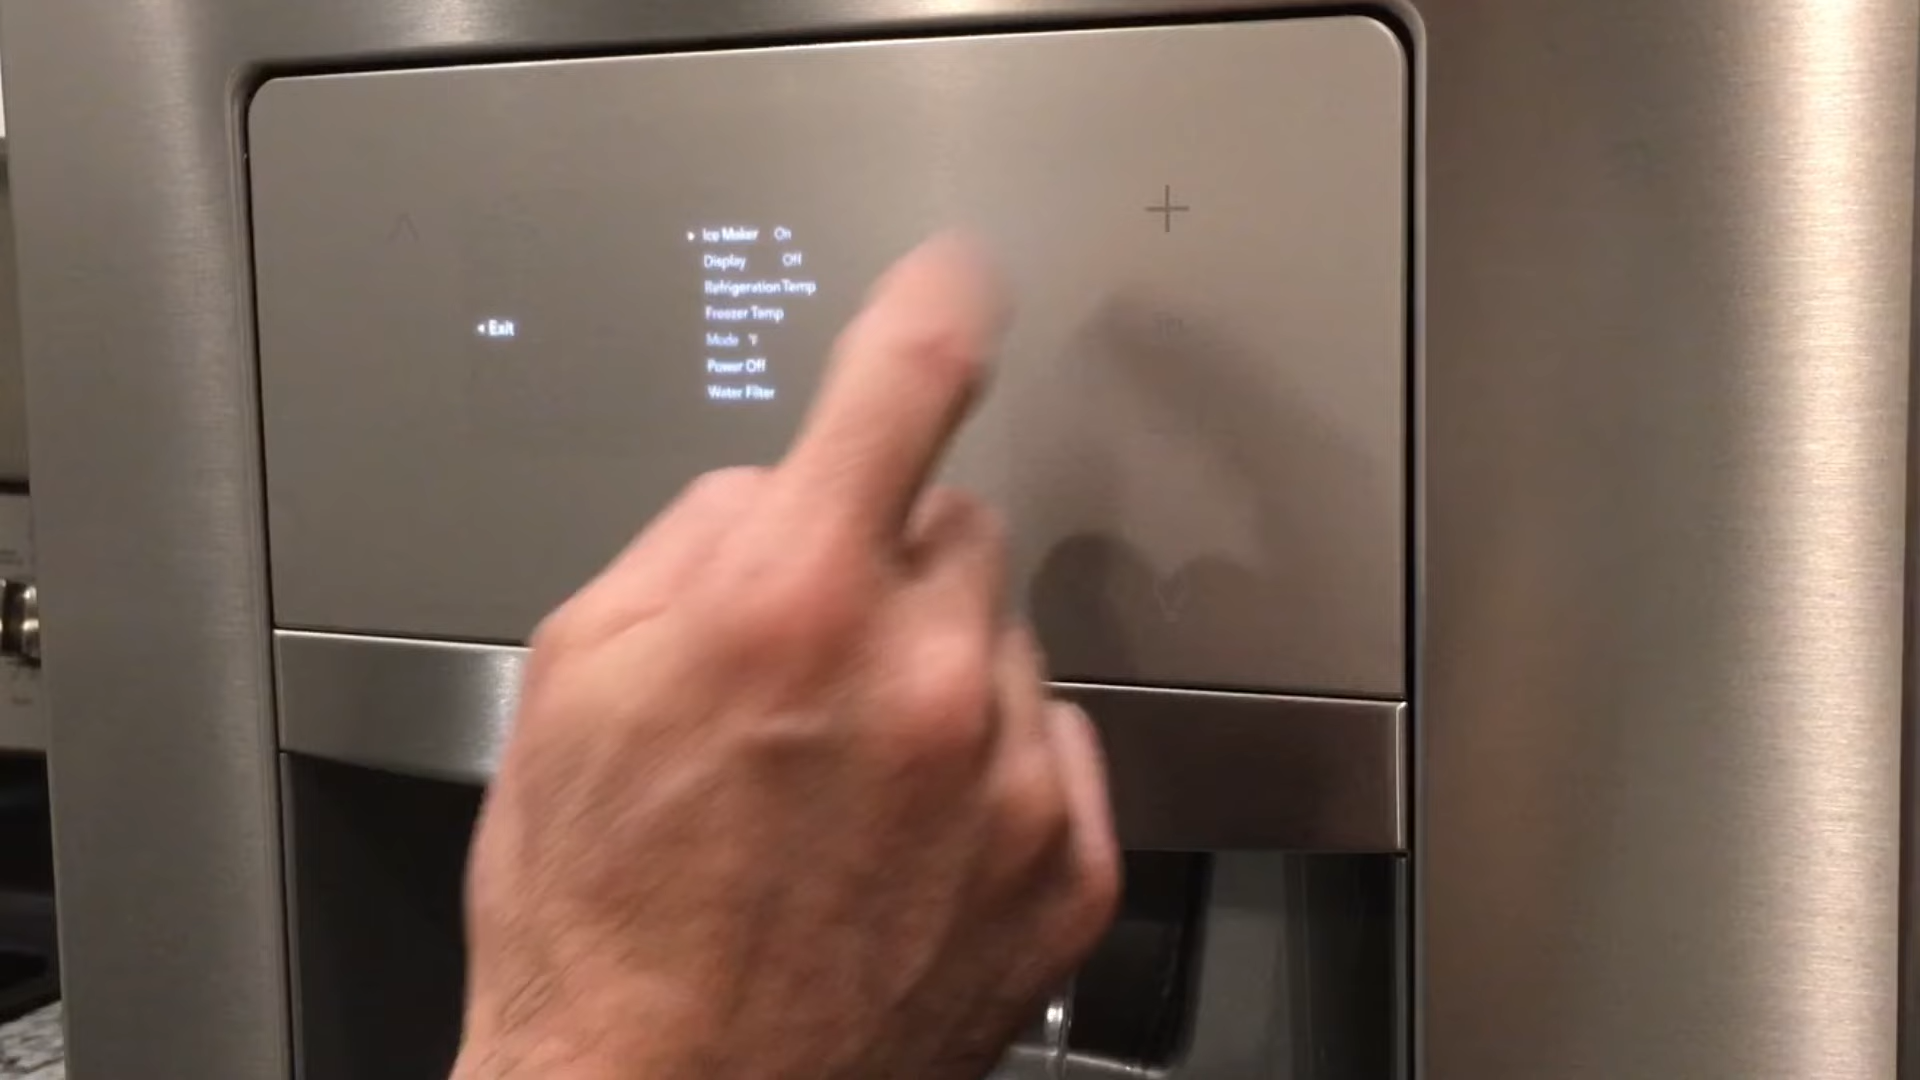 Ice Maker On
Display Off
Refrigeration Temp
Freezer Temp
Mode °F
Power Off
Water Filter
Exit